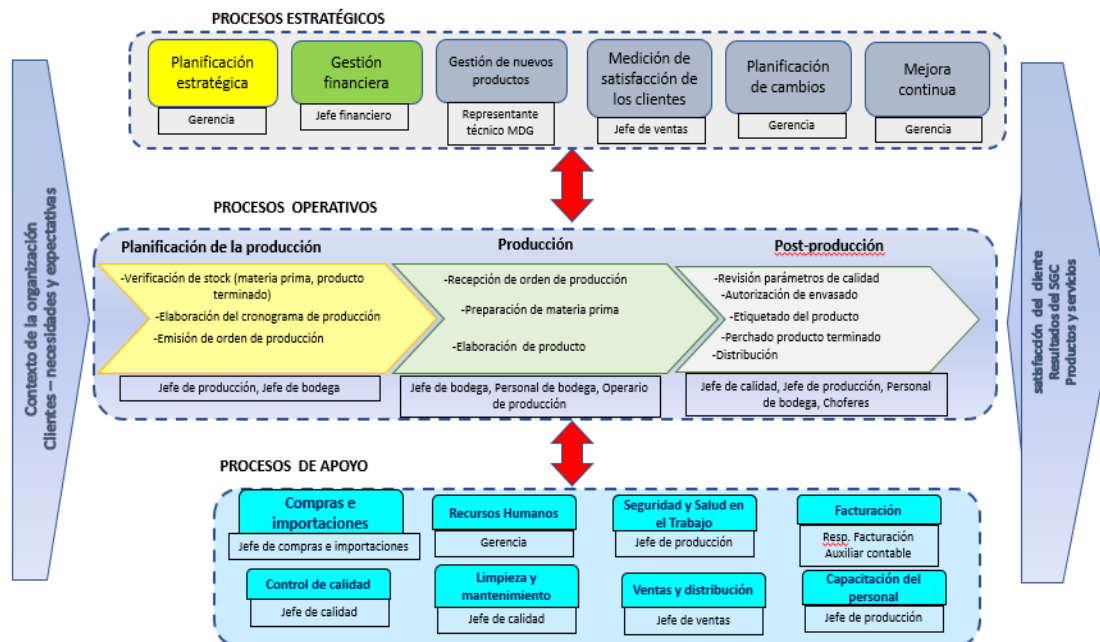 PROCESOS ESTRATÉGICOS
Planificación
estratégica
Gerencia
Gestión
financiera
Jefe financiero
Gestión de nuevos
productos
Representante
técnico MDG
Medición de
satisfacción de
los clientes
Jefe de ventas
Planificación
de cambios
Gerencia
Mejora
continua
Gerencia
Contexto de la organización
Clientes – necesidades y expectativas
PROCESOS OPERATIVOS
Planificación de la producción
-Verificación de stock (materia prima, producto
terminado)
-Elaboración del cronograma de producción
-Emisión de orden de producción
Jefe de producción, Jefe de bodega
Producción
-Recepción de orden de producción
-Preparación de materia prima
-Elaboración de producto
Jefe de bodega, Personal de bodega, Operario
de producción
Post-producción
-Revisión parámetros de calidad
-Autorización de envasado
-Etiquetado del producto
-Perchado producto terminado
-Distribución
Jefe de calidad, Jefe de producción, Personal
de bodega, Choferes
satisfacción del cliente
Resultados del SGC
Productos y servicios
PROCESOS DE APOYO
Compras e
importaciones
Jefe de compras e importaciones
Recursos Humanos
Gerencia
Seguridad y Salud en
el Trabajo
Jefe de producción
Facturación
Resp. Facturación
Auxiliar contable
Control de calidad
Jefe de calidad
Limpieza y
mantenimiento
Jefe de calidad
Ventas y distribución
Jefe de ventas
Capacitación del
personal
Jefe de producción